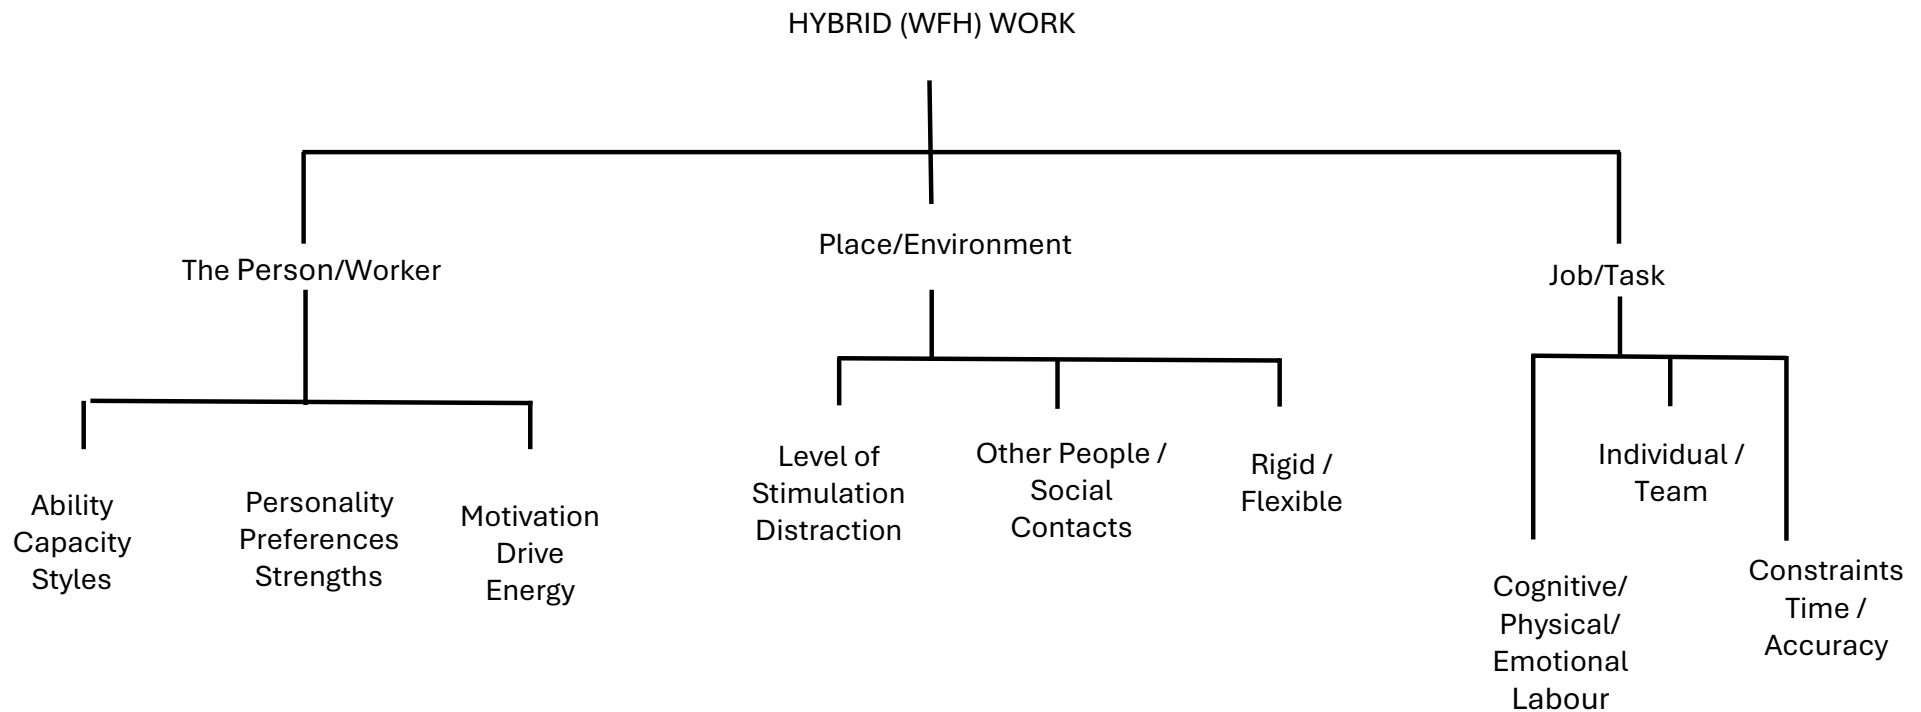 HYBRID (WFH) WORK
The Person/Worker
Place/Environment
Job/Task
Ability
Capacity
Styles
Personality
Preferences
Strengths
Motivation
Drive
Energy
Level of
Stimulation
Distraction
Other People /
Social
Contacts
Rigid /
Flexible
Cognitive/
Physical/
Emotional
Labour
Individual /
Team
Constraints
Time /
Accuracy